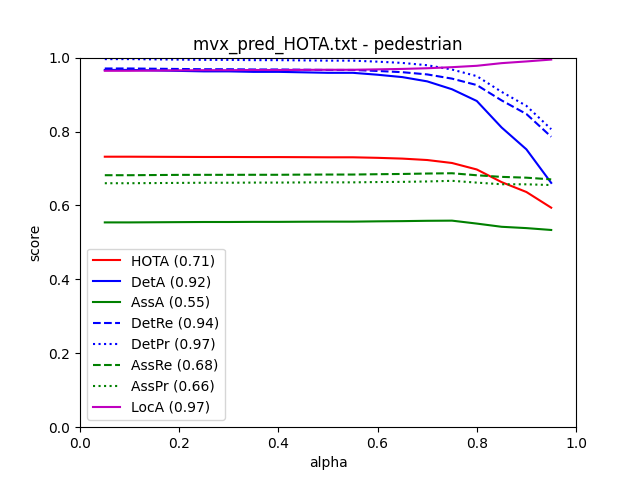 mvx_pred_HOTA.txt - pedestrian
1.0
0.8
0.6
0.4
0.2
0.0
score
HOTA (0.71)
DetA (0.92)
AssA (0.55)
DetRe (0.94)
DetPr (0.97)
AssRe (0.68)
AssPr (0.66)
LocA (0.97)
0.0 0.2 0.4 0.6 0.8 1.0
alpha